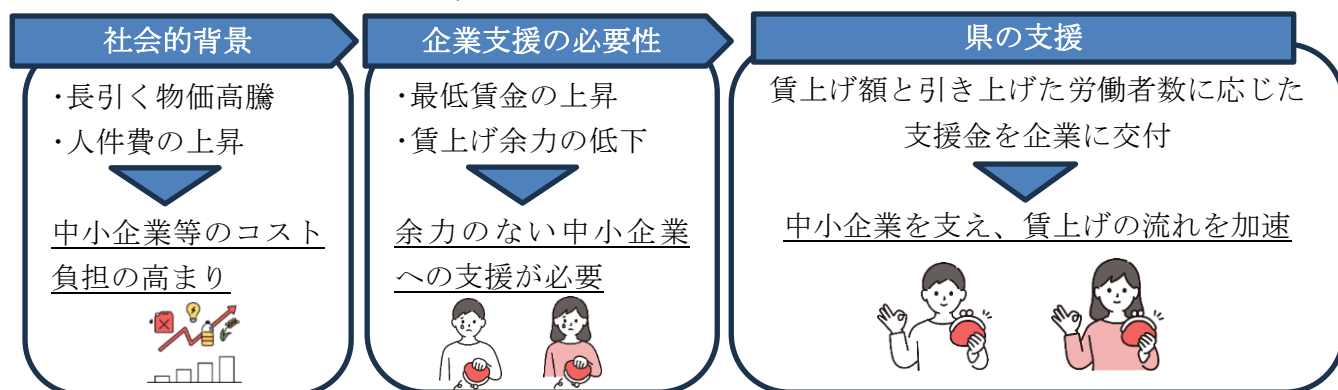 社会的背景
・長引く物価高騰
・人件費の上昇
中小企業等のコスト
負担の高まり
企業支援の必要性
・最低賃金の上昇
・賃上げ余力の低下
余力のない中小企業
への支援が必要
県の支援
賃上げ額と引き上げた労働者数に応じた
支援金を企業に交付
中小企業を支え、賃上げの流れを加速